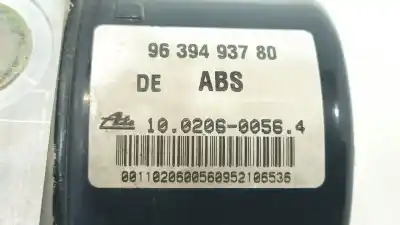 96 394 937 80
DE ABS
Ate 10.0206-0056.4
0011020600560952106536